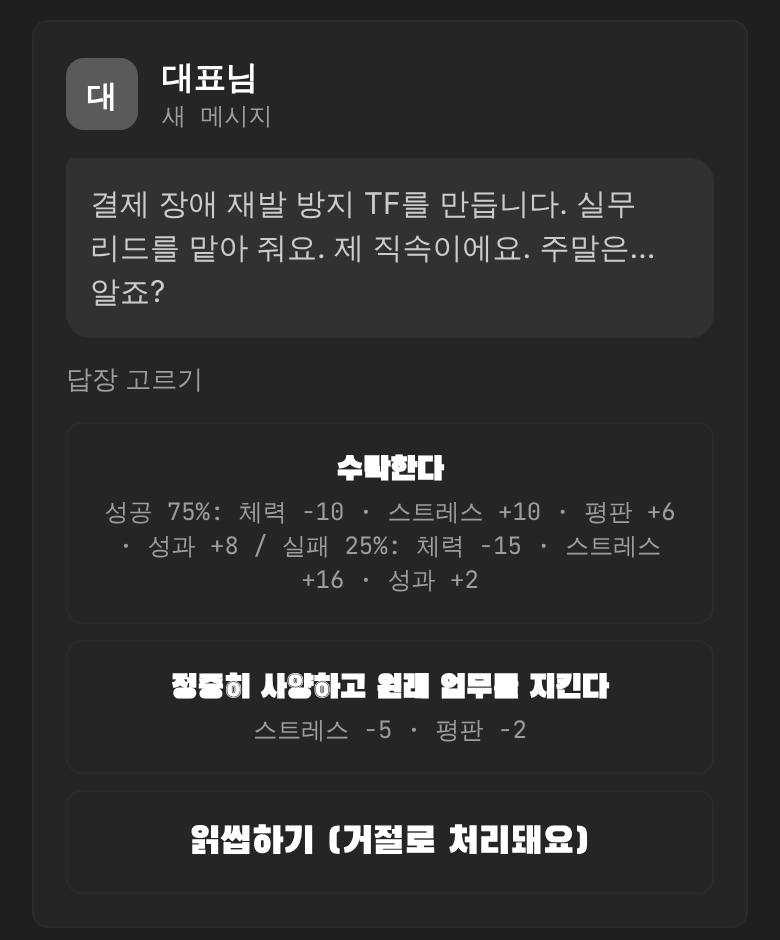 대
대표님
새 메시지
결제 장애 재발 방지 TF를 만듭니다. 실무
리드를 맡아 줘요. 제 직속이에요. 주말은...
알죠?
답장 고르기
수락한다
성공 75%: 체력 -10 · 스트레스 +10 · 평판 +6
· 성과 +8 / 실패 25%: 체력 -15 · 스트레스
+16 · 성과 +2
정중히 사양하고 원래 업무를 지킨다
스트레스 -5 · 평판 -2
읽씹하기 (거절로 처리돼요)